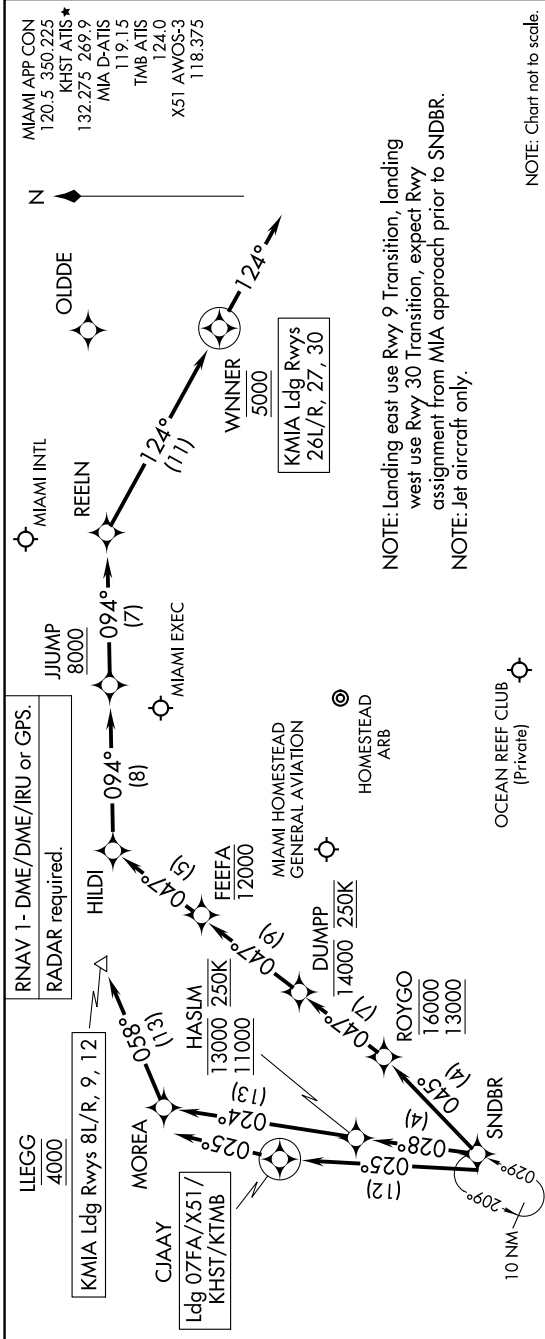 MIAMI APP CON
120.5 350.225
KHST ATIS★
132.275 269.9
MIA D-ATIS
119.15
TMB ATIS
124.0
X51 AWOS-3
118.375
RNAV 1 - DME/DME/IRU or GPS.
RADAR required.
N
MIAMI INTL
OLDDE
REELN
124°
(11)
124°
WNNER
5000
KMIA Ldg Rwys
26L/R, 27, 30
JJUMP
8000
094°
(7)
094°
(8)
HILDI
MIAMI EXEC
LLEGG
4000
KMIA Ldg Rwys 8L/R, 9, 12
058°
(13)
MOREA
047°
(5)
FEEFA
12000
047°
(9)
MIAMI HOMESTEAD
GENERAL AVIATION
HOMESTEAD
ARB
DUMPP
14000 250K
047°
(7)
HASLM
13000 250K
11000
024°
(13)
025°
CJAAY
Ldg 07FA/X51/
KHST/KTMB
ROYGO
16000
13000
045°
(4)
028°
(4)
025°
(12)
SNDBR
029°
209°
10 NM
OCEAN REEF CLUB
(Private)
NOTE: Landing east use Rwy 9 Transition, landing
west use Rwy 30 Transition, expect Rwy
assignment from MIA approach prior to SNDBR.
NOTE: Jet aircraft only.
NOTE: Chart not to scale.